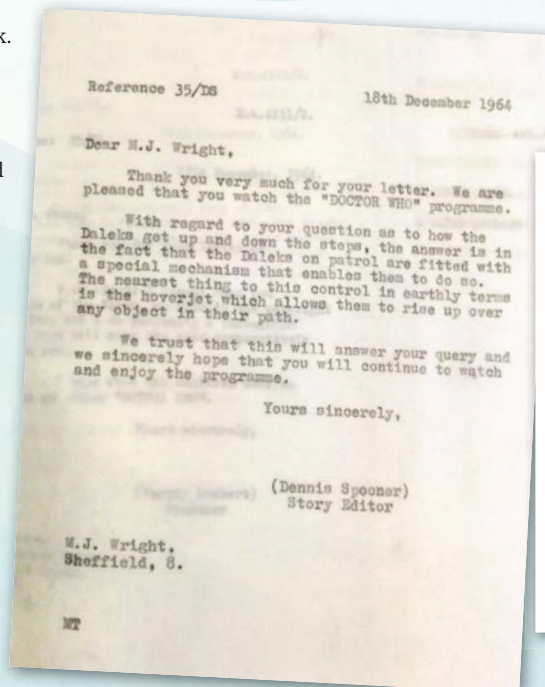 k.
Reference 35/DS
18th December 1964
Dear M.J. Wright,
Thank you very much for your letter. We are
pleased that you watch the "DOCTOR WHO" programme.
With regard to your question as to how the
Daleks get up and down the steps, the answer is in
the fact that the Daleks on patrol are fitted with
a special mechanism that enables them to do so.
The nearest thing to this control in earthly terms
is the hoverjet which allows them to rise up over
any object in their path.
We trust that this will answer your query and
we sincerely hope that you will continue to watch
and enjoy the programme.
Yours sincerely,
(Dennis Spooner)
Story Editor
M.J. Wright,
Sheffield, 8.
MT